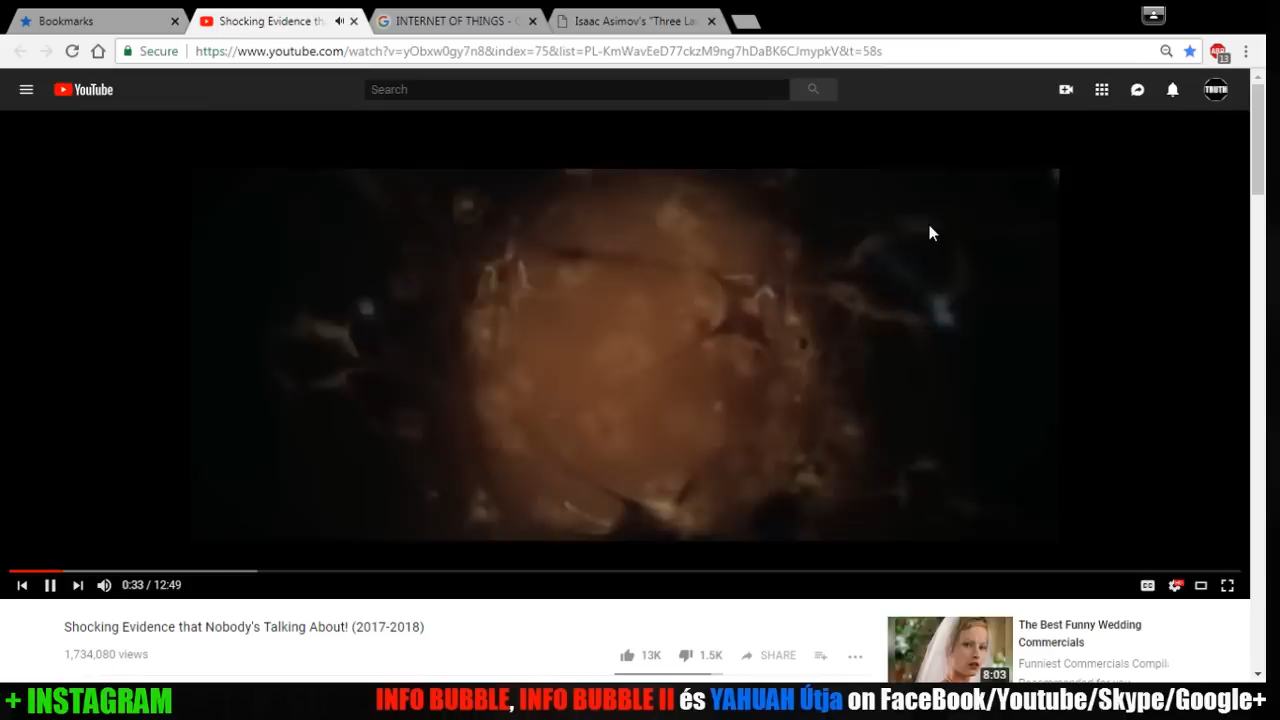 Bookmarks
Shocking Evidence th
INTERNET OF THINGS -
Isaac Asimov's "Three La
Secure
https://www.youtube.com/watch?v=yObxw0gy7n8&index=75&list=PL-KmWavEeD77ckzM9ng7hDaBK6CJmypkV&t=58s
13
YouTube
Search
TRUTH
0:33 / 12:49
CC
HD
Shocking Evidence that Nobody's Talking About! (2017-2018)
1,734,080 views
13K
1.5K
SHARE
The Best Funny Wedding
Commercials
Funniest Commercials Compil
8:03
+ INSTAGRAM
INFO BUBBLE, INFO BUBBLE II és YAHUAH Útja on FaceBook/Youtube/Skype/Google+